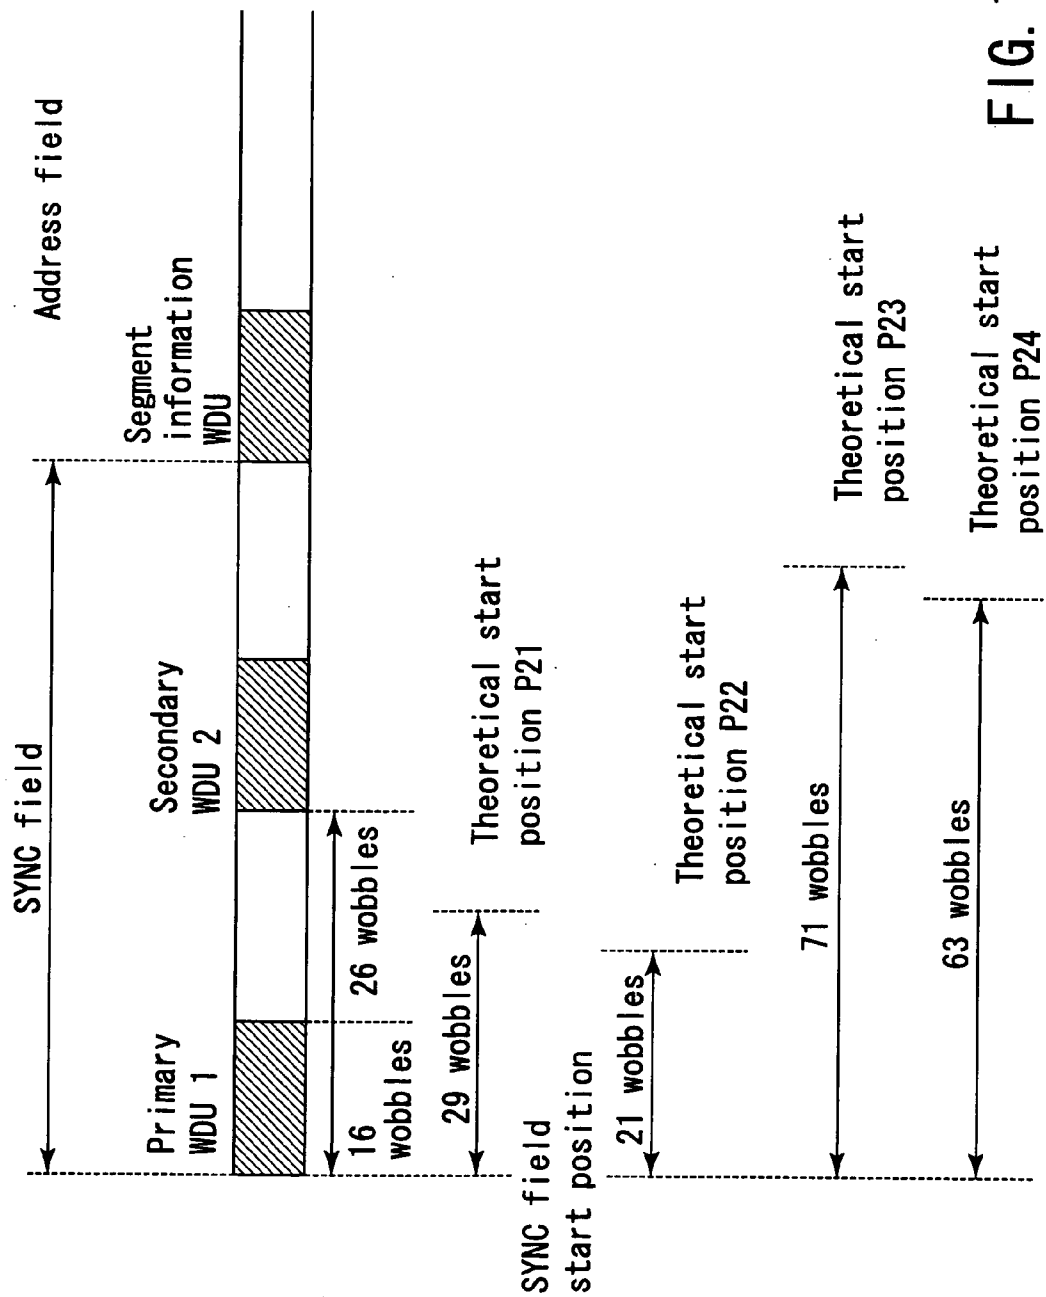 SYNC field
Address field
Primary
WDU 1
Secondary
WDU 2
Segment
information
WDU
16
wobbles
26 wobbles
29 wobbles
Theoretical start
position P21
SYNC field
start position
21 wobbles
Theoretical start
position P22
71 wobbles
Theoretical start
position P23
63 wobbles
Theoretical start
position P24
FIG.